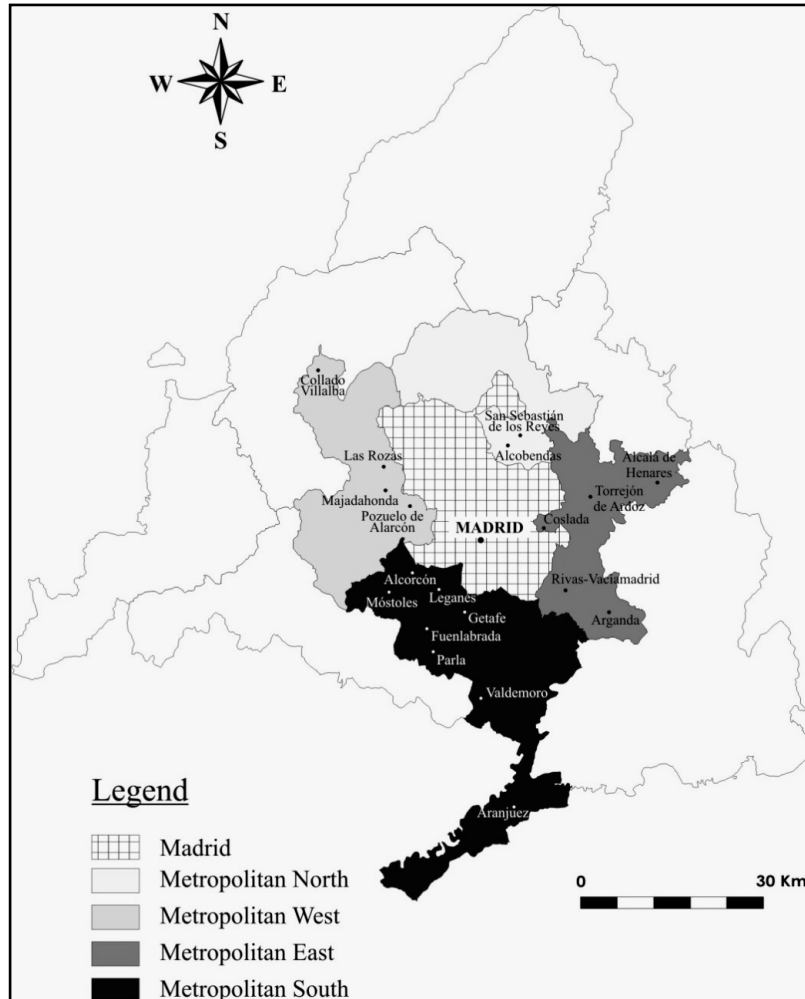 N
W
E
S
Collado
Villalba
San Sebastián
de los Reyes
Alcobendas
Las Rozas
Alcalá de
Henares
Majadahonda
Torrejón
de Ardoz
Pozuelo de
Alarcón
Coslada
MADRID
Alcorcón
Rivas-Vaciamadrid
Móstoles
Leganés
Getafe
Arganda
Fuenlabrada
Parla
Valdemoro
Aranjuez
Legend
Madrid
Metropolitan North
Metropolitan West
Metropolitan East
Metropolitan South
0
30 Km